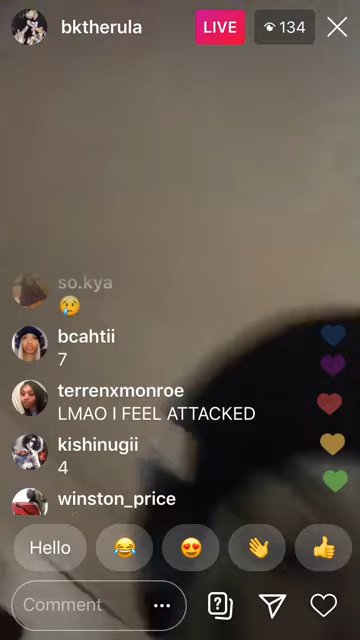 bktherula
LIVE
134
so.kya
😢
bcahtii
7
terrenxmonroe
LMAO I FEEL ATTACKED
kishinugii
4
winston_price
Hello 😂 😍 👋 👍
Comment